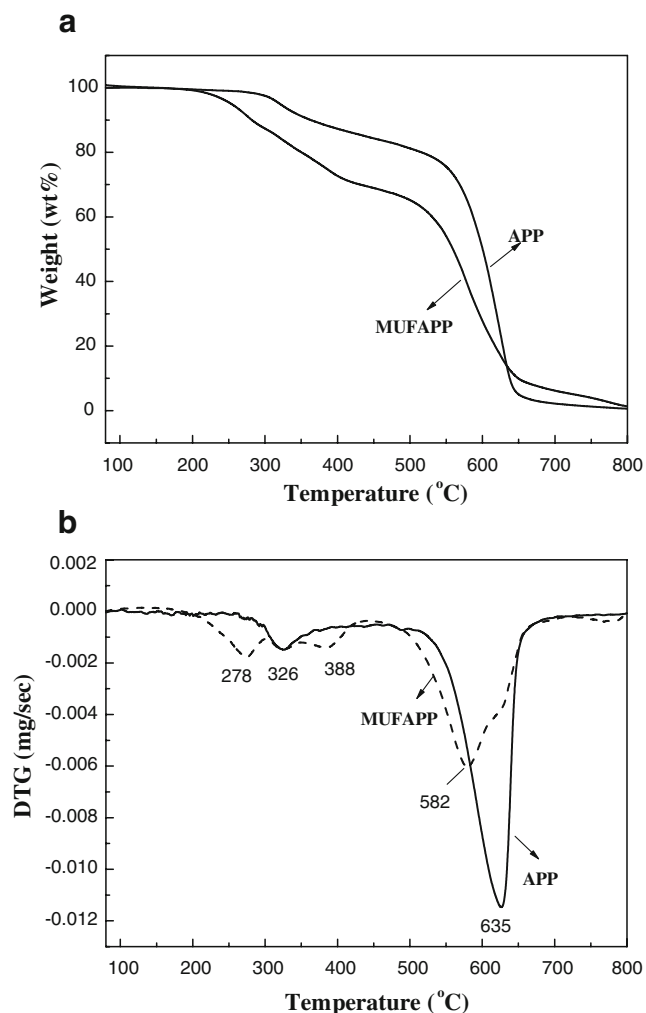 a
100
80
60
40
20
0
Weight (wt%)
APP
MUFAPP
100 200 300 400 500 600 700 800
Temperature (°C)
b
0.002
0.000
-0.002
-0.004
-0.006
-0.008
-0.010
-0.012
DTG (mg/sec)
278 326 388
MUFAPP
582
APP
635
100 200 300 400 500 600 700 800
Temperature (°C)